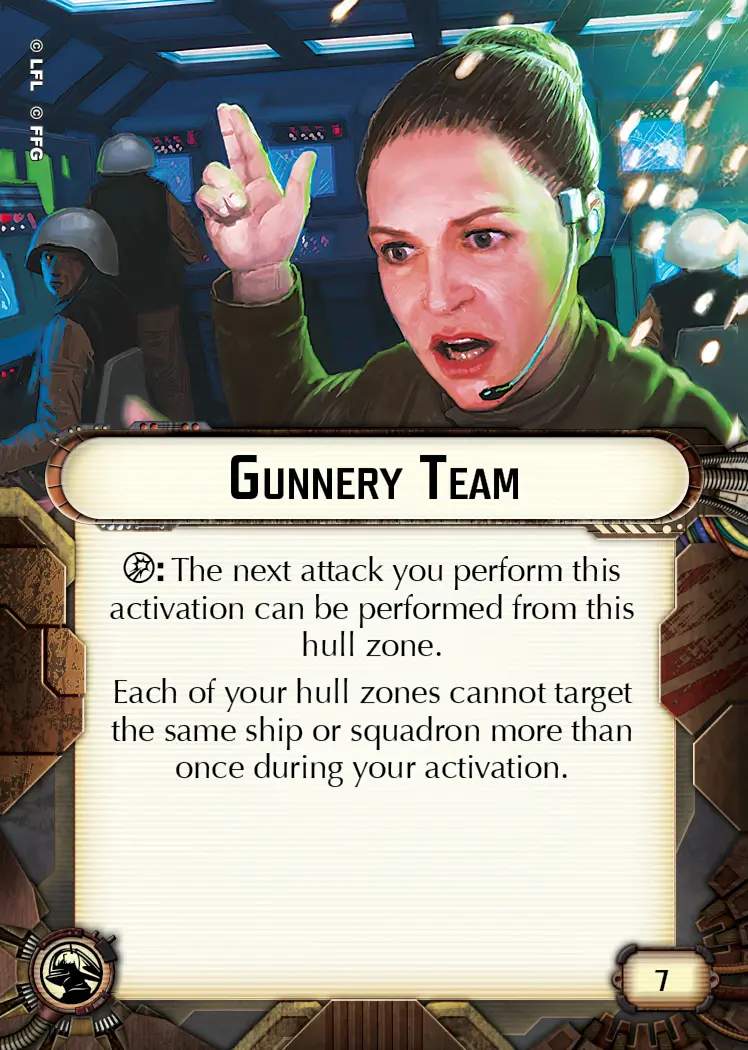 © LFL © FFG
Gunnery Team
: The next attack you perform this
activation can be performed from this
hull zone.
Each of your hull zones cannot target
the same ship or squadron more than
once during your activation.
7